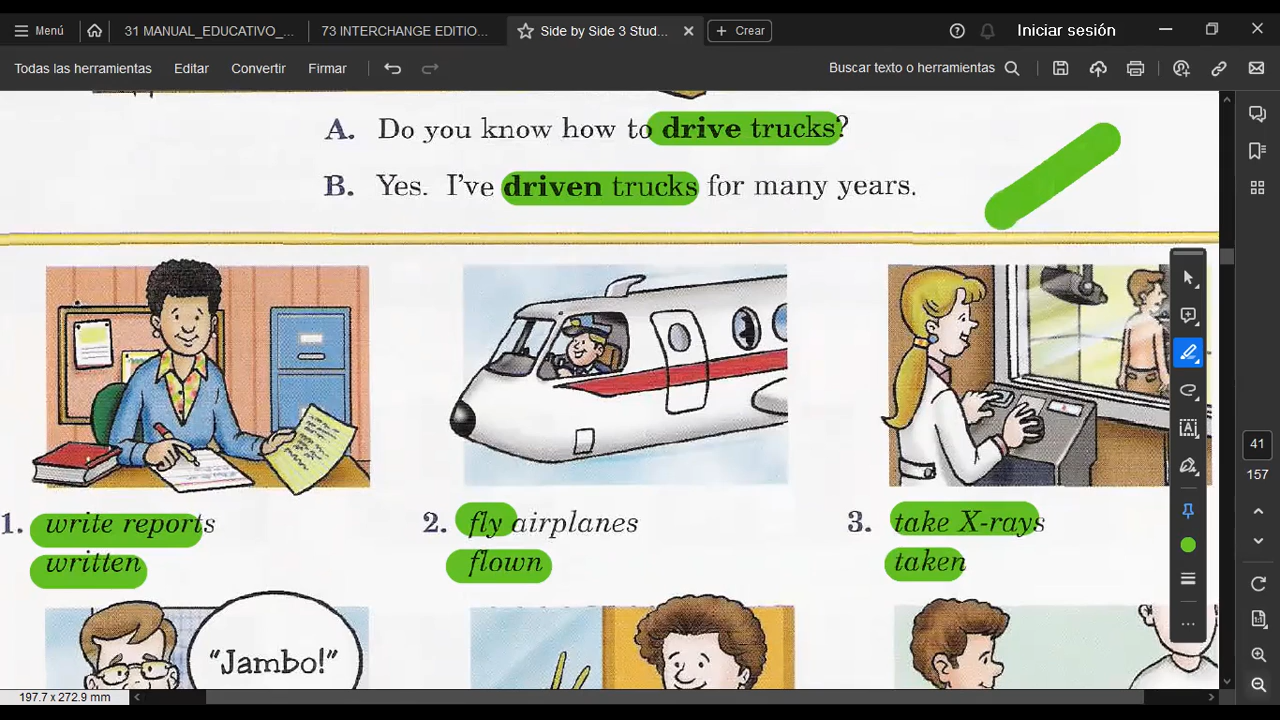 Menú
31 MANUAL_EDUCATIVO_...
73 INTERCHANGE EDITIO...
Side by Side 3 Stud...
Crear
Iniciar sesión
Todas las herramientas
Editar
Convertir
Firmar
Buscar texto o herramientas
A. Do you know how to drive trucks?
B. Yes. I've driven trucks for many years.
1. write reports
written
2. fly airplanes
flown
3. take X-rays
taken
"Jambo!"
41
157
197.7 x 272.9 mm